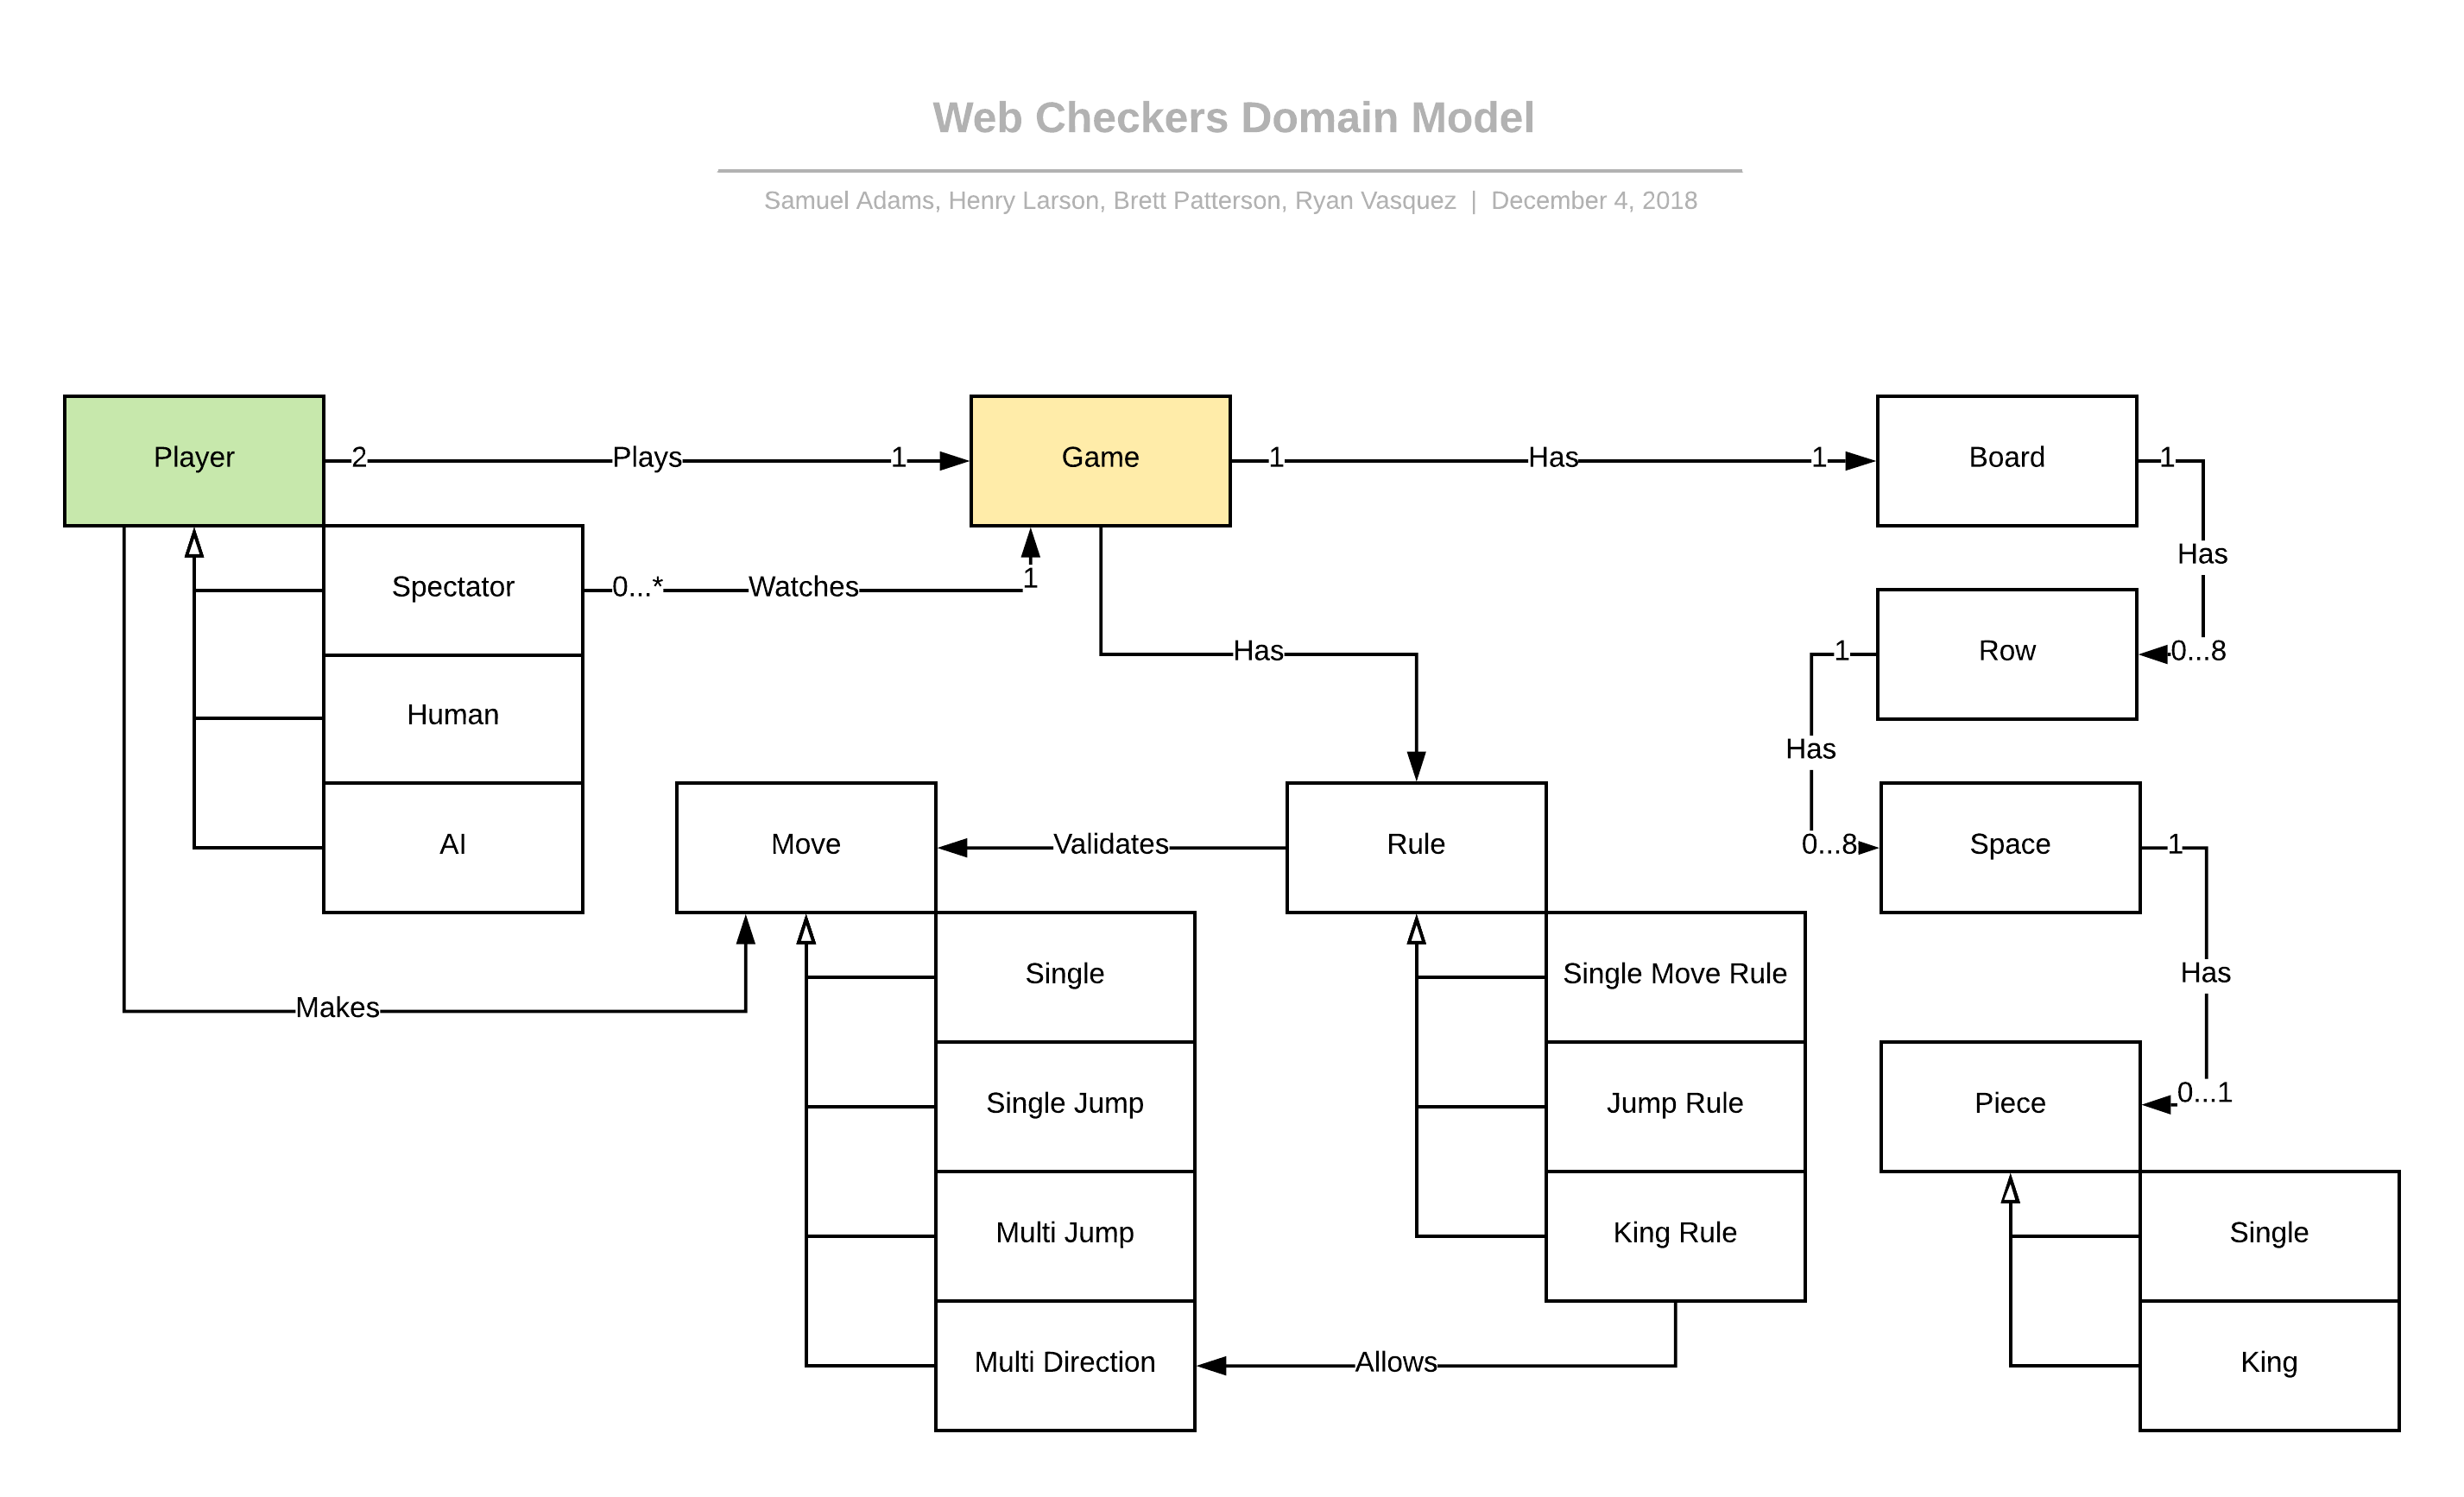 Web Checkers Domain Model
Samuel Adams, Henry Larson, Brett Patterson, Ryan Vasquez | December 4, 2018
Player
2
Plays
1
Game
1
Has
1
Board
1
Has
Spectator
0...*
Watches
1
Has
1
Row
0...8
Human
Has
AI
Move
Validates
Rule
0...8
Space
1
Has
Makes
Single
Single Move Rule
Single Jump
Jump Rule
Piece
0...1
Multi Jump
King Rule
Single
Multi Direction
Allows
King